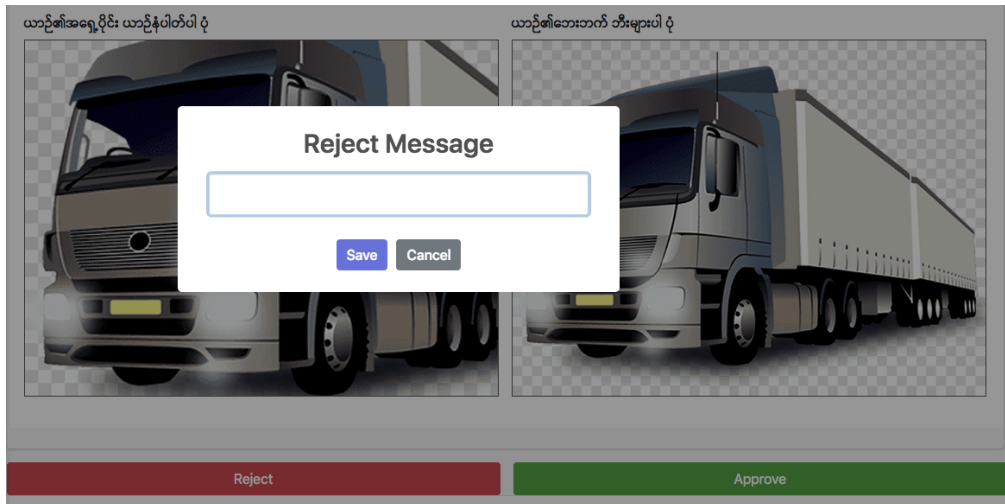 ယာဉ်၏အရှေ့ပိုင်း ယာဉ်နံပါတ်ပါ ပုံ
ယာဉ်၏ဘေးဘက် ဘီးများပါ ပုံ
Reject Message
Save
Cancel
Reject
Approve